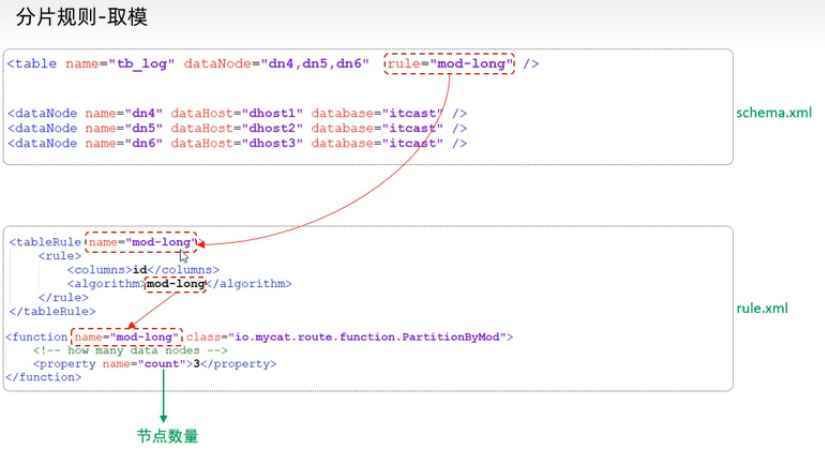 分片规则-取模
<table name="tb_log" dataNode="dn4,dn5,dn6" rule="mod-long" />
<dataNode name="dn4" dataHost="dhost1" database="itcast" />
<dataNode name="dn5" dataHost="dhost2" database="itcast" />
<dataNode name="dn6" dataHost="dhost3" database="itcast" />
schema.xml
<tableRule name="mod-long">
<rule>
<columns>id</columns>
<algorithm>mod-long</algorithm>
</rule>
</tableRule>
<function name="mod-long" class="io.mycat.route.function.PartitionByMod">
<!-- how many data nodes -->
<property name="count">3</property>
</function>
rule.xml
节点数量